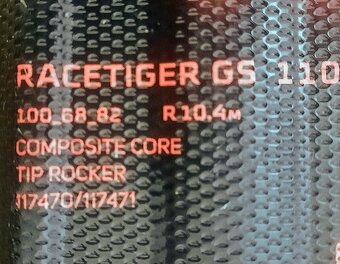 RACETIGER GS 110
100_68_82 R10.4M
COMPOSITE CORE
TIP ROCKER
117470/117471